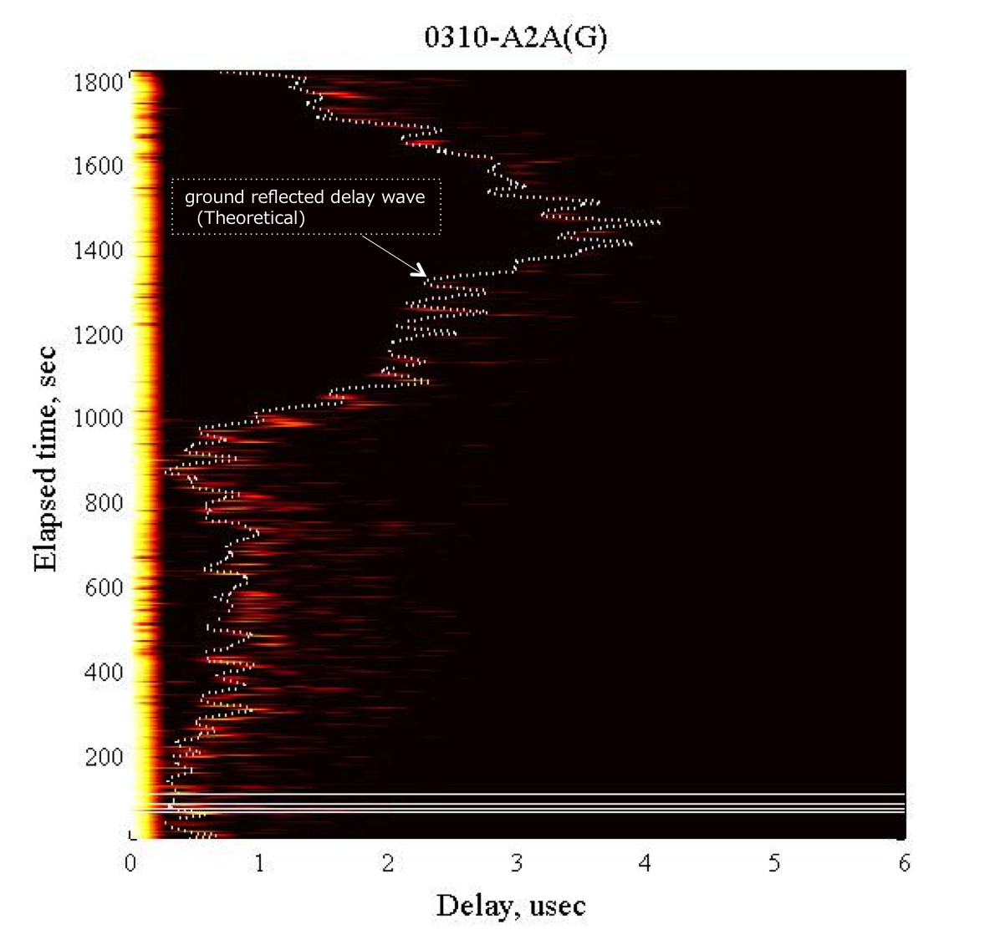 0310-A2A(G)
1800
1600
1400
1200
1000
800
600
400
200
ground reflected delay wave
(Theoretical)
Elapsed time, sec
0 1 2 3 4 5 6
Delay, usec